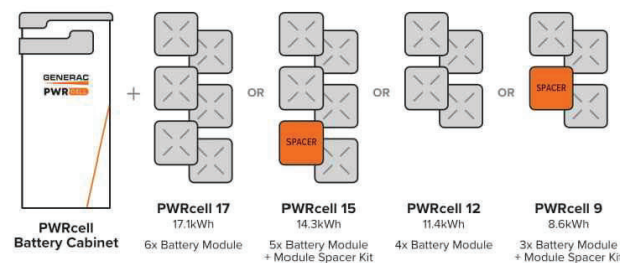 GENERAC
PWRCELL
PWRcell
Battery Cabinet
+
OR
OR
OR
SPACER
SPACER
PWRcell 17
17.1kWh
6x Battery Module
PWRcell 15
14.3kWh
5x Battery Module
+ Module Spacer Kit
PWRcell 12
11.4kWh
4x Battery Module
PWRcell 9
8.6kWh
3x Battery Module
+ Module Spacer Kit